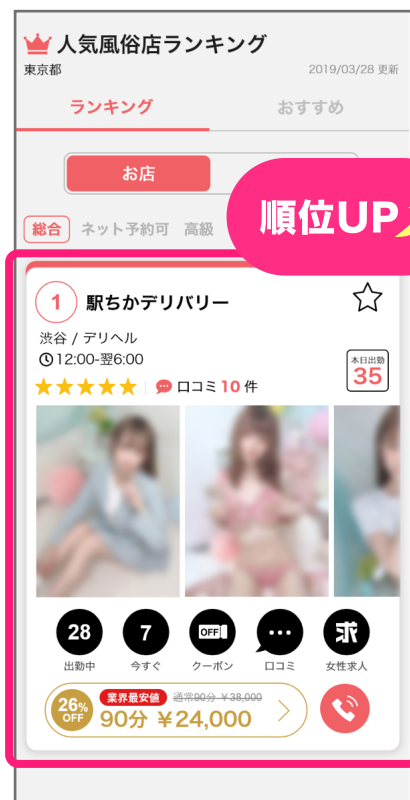 人気風俗店ランキング
東京都
2019/03/28 更新
ランキング
おすすめ
お店
順位UP
総合 ネット予約可 高級
1 駅ちかデリバリー
渋谷 / デリヘル
12:00-翌6:00
本日出勤
35
口コミ 10 件
28
出勤中
7
今すぐ
OFF
クーポン
口コミ
求
女性求人
26% OFF
業界最安値 通常90分 ¥38,000
90分 ¥24,000